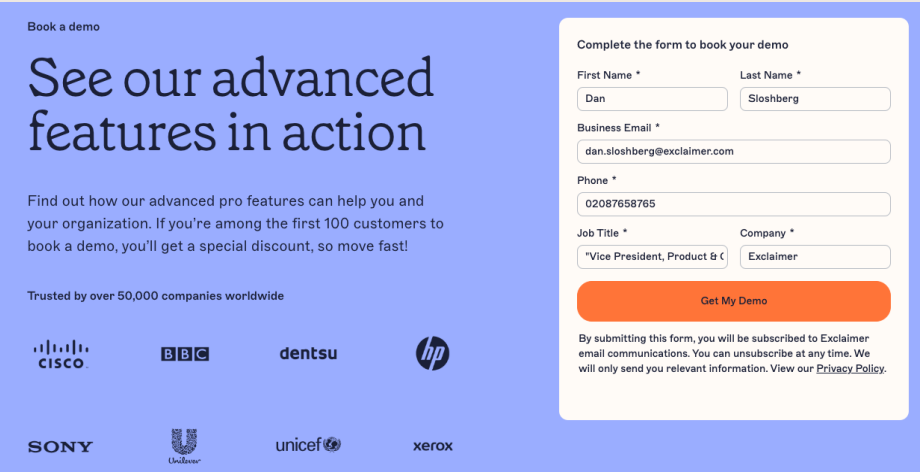 Book a demo
See our advanced
features in action
Find out how our advanced pro features can help you and
your organization. If you're among the first 100 customers to
book a demo, you'll get a special discount, so move fast!
Trusted by over 50,000 companies worldwide
CISCO
BBC
dentsu
hp
SONY
Unilever
unicef
xerox
Complete the form to book your demo
First Name *
Last Name *
Dan
Sloshberg
Business Email *
dan.sloshberg@exclaimer.com
Phone *
02087658765
Job Title *
Company *
"Vice President, Product &
Exclaimer
Get My Demo
By submitting this form, you will be subscribed to Exclaimer
email communications. You can unsubscribe at any time. We
will only send you relevant information. View our Privacy Policy.